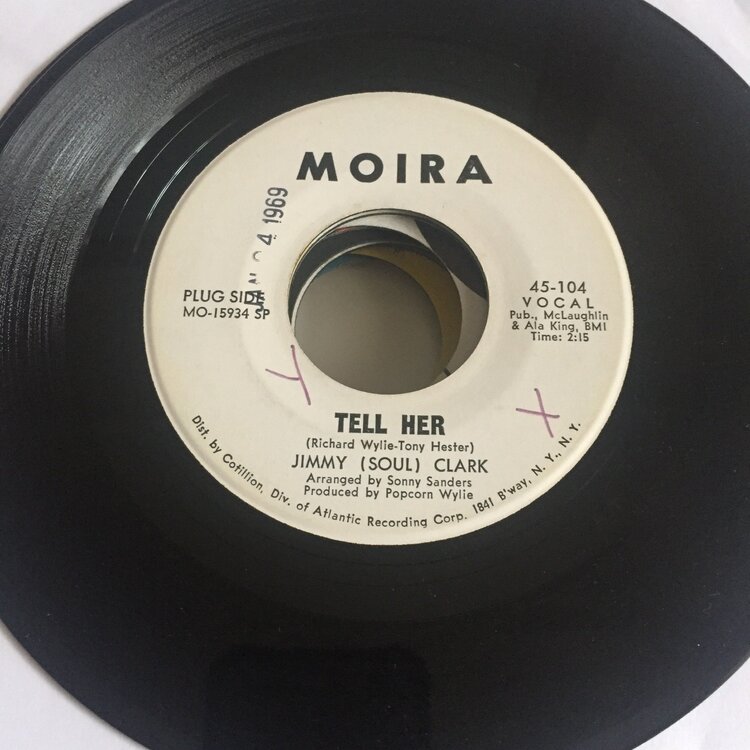 MOIRA
JAN 24 1969
PLUG SIDE
MO-15934 SP
45-104
VOCAL
Pub., McLaughlin
& Ala King, BMI
Time: 2:15
Y
X
TELL HER
(Richard Wylie-Tony Hester)
JIMMY (SOUL) CLARK
Arranged by Sonny Sanders
Produced by Popcorn Wylie
Dist. by Cotillion, Div. of Atlantic Recording Corp. 1841 B'way, N. Y., N. Y.